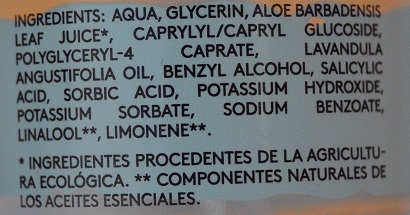 INGREDIENTS: AQUA, GLYCERIN, ALOE BARBADENSIS
LEAF JUICE*, CAPRYLYL/CAPRYL GLUCOSIDE,
POLYGLYCERYL-4 CAPRATE, LAVANDULA
ANGUSTIFOLIA OIL, BENZYL ALCOHOL, SALICYLIC
ACID, SORBIC ACID, POTASSIUM HYDROXIDE,
POTASSIUM SORBATE, SODIUM BENZOATE,
LINALOOL**, LIMONENE**.
* INGREDIENTES PROCEDENTES DE LA AGRICULTU-
RA ECOLÓGICA. ** COMPONENTES NATURALES DE
LOS ACEITES ESENCIALES.